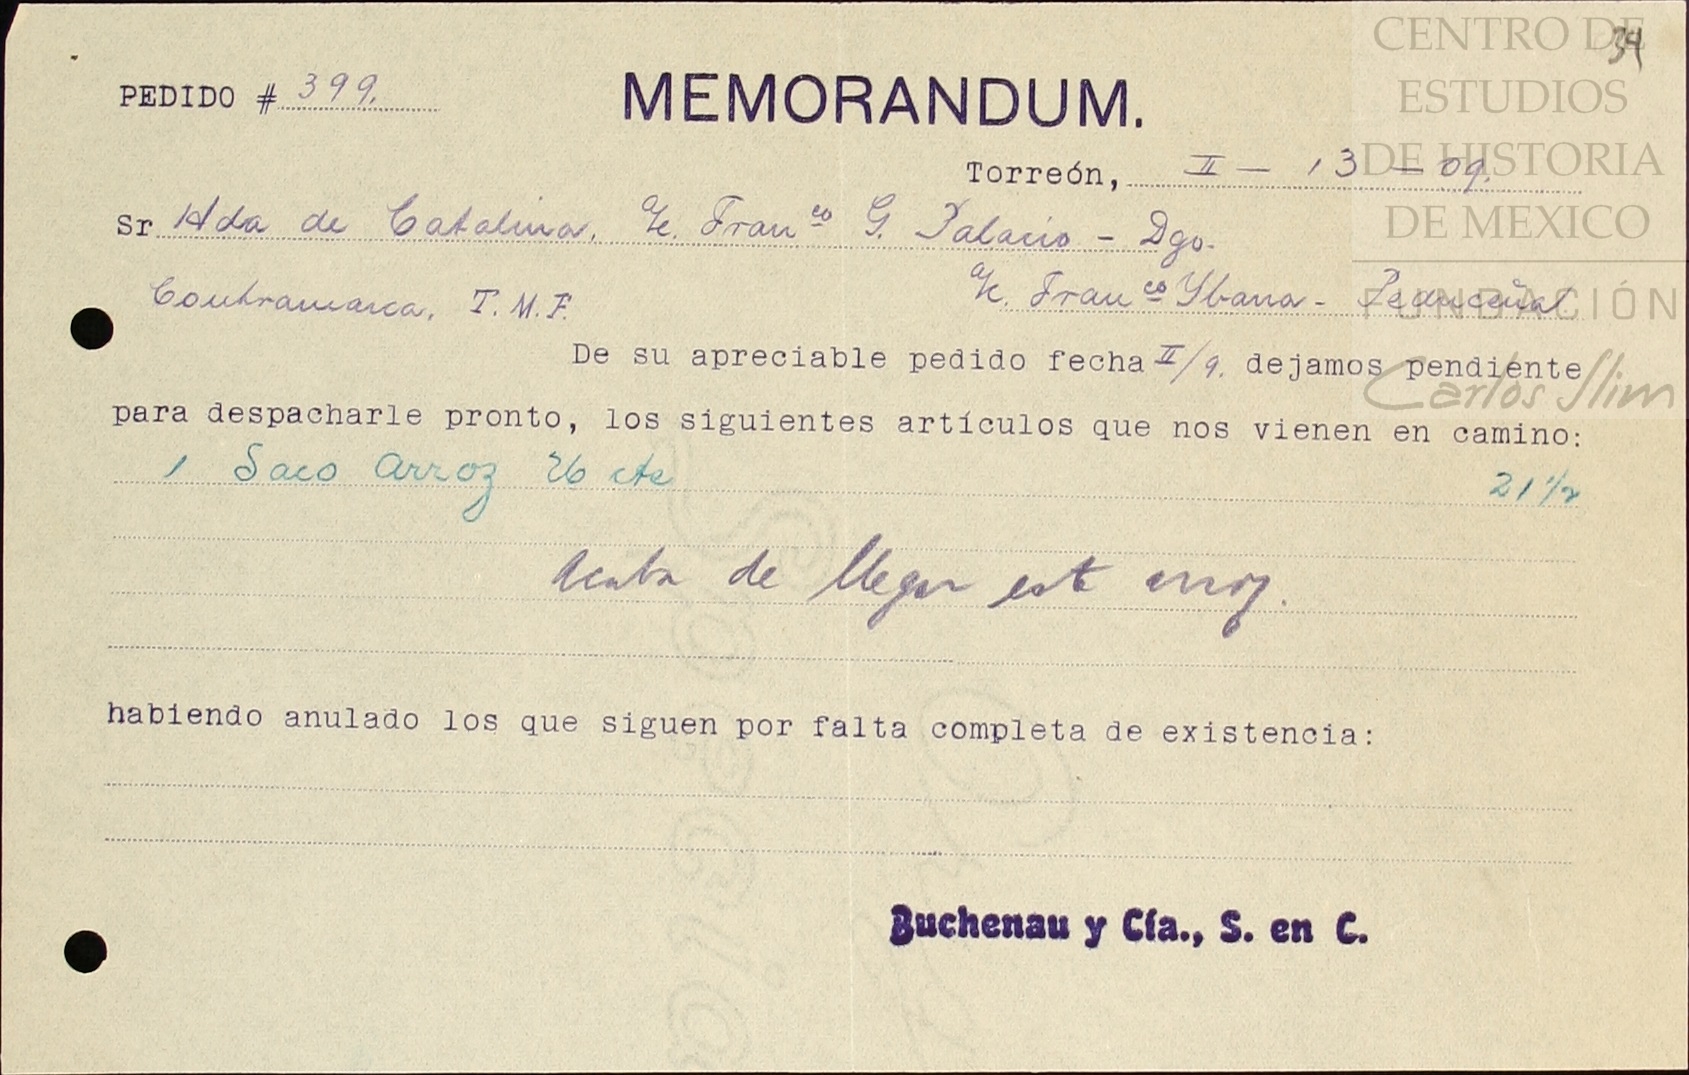 CENTRO DE
ESTUDIOS
DE HISTORIA
DE MEXICO
FUNDACIÓN
Carlos Slim
34
PEDIDO # 399.
MEMORANDUM.
Torreón, II - 13 - 09.
Sr Hda de Catalina, %c. Franco G. Palacio - Dgo.
Contramarca, T. M. F. %c. Franco Ybarra - Pedriceñal
De su apreciable pedido fecha II/9. dejamos pendiente
para despacharle pronto, los siguientes artículos que nos vienen en camino:
1 Saco Arroz 26 cts 21 1/2
Acaba de llegar este arroz.
habiendo anulado los que siguen por falta completa de existencia:
Buchenau y Cía., S. en C.